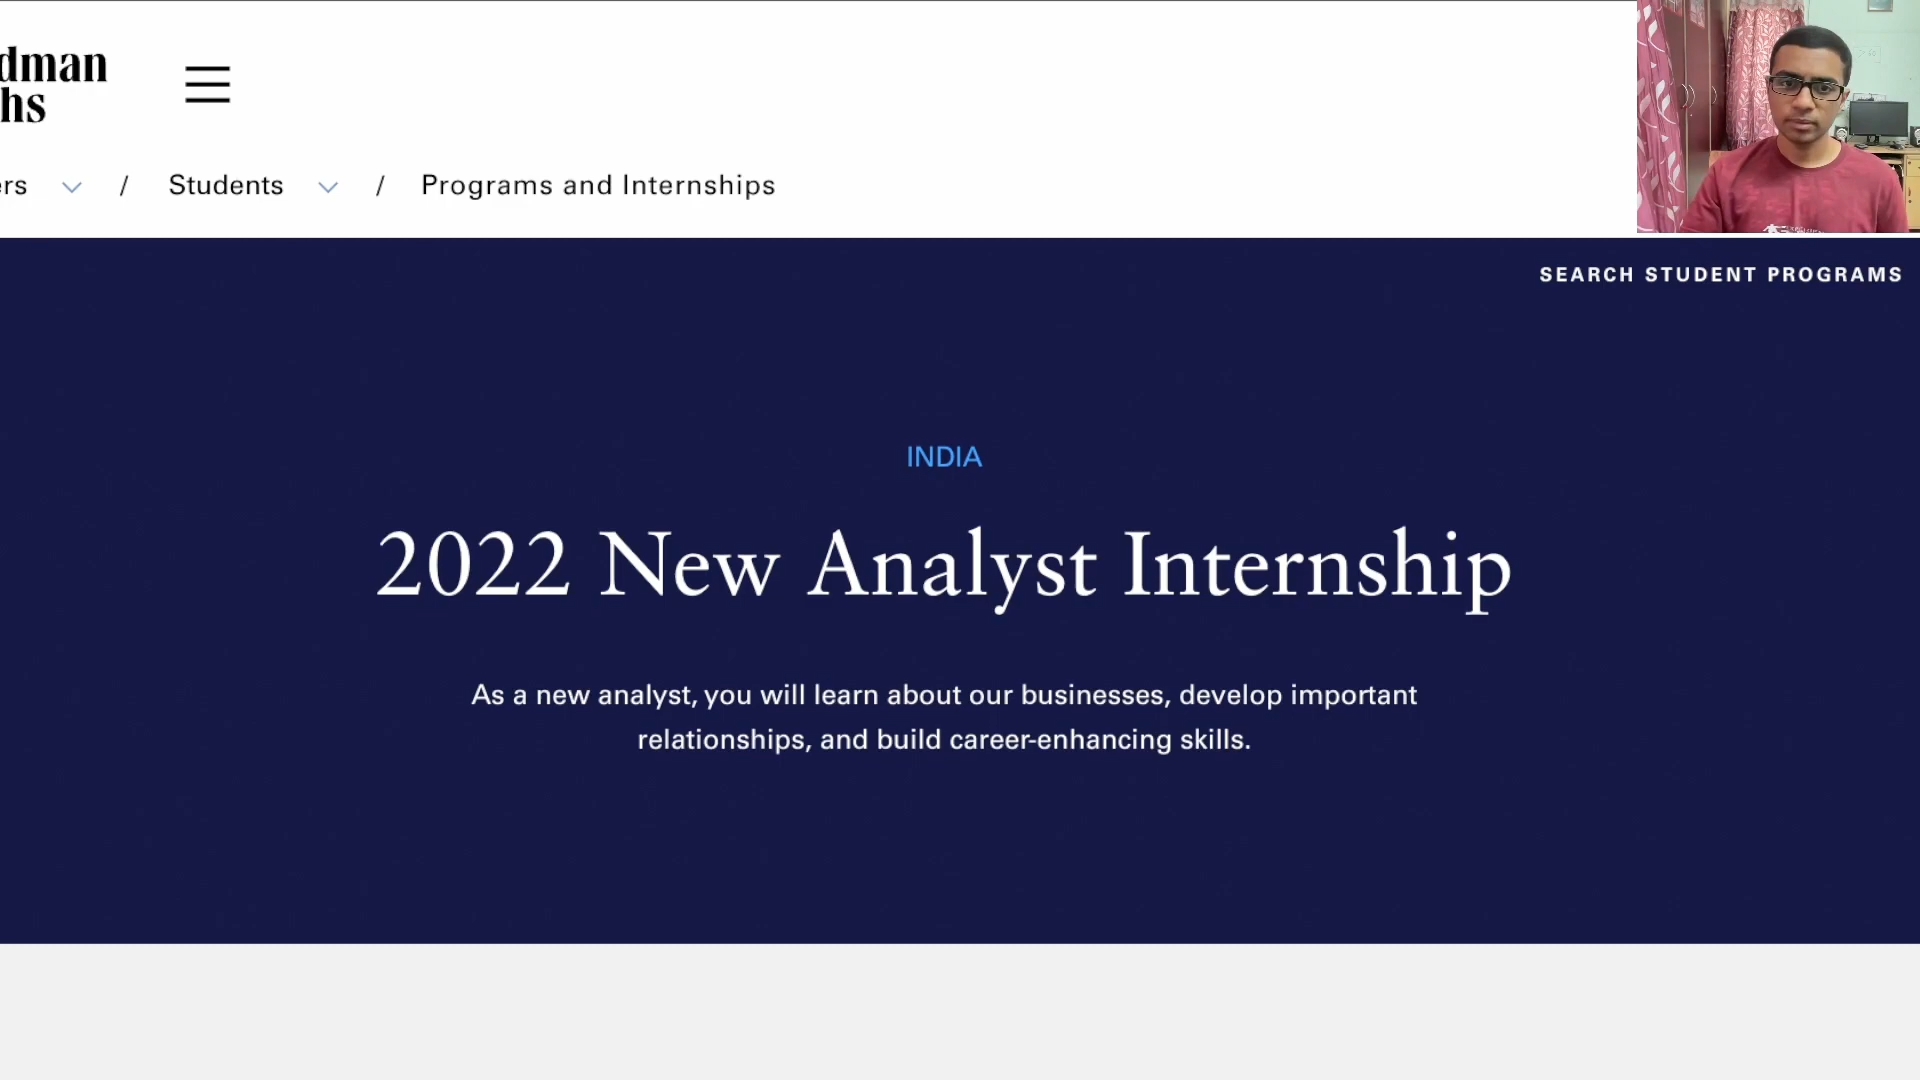 dman
hs
ers / Students / Programs and Internships
SEARCH STUDENT PROGRAMS
INDIA
2022 New Analyst Internship
As a new analyst, you will learn about our businesses, develop important
relationships, and build career-enhancing skills.